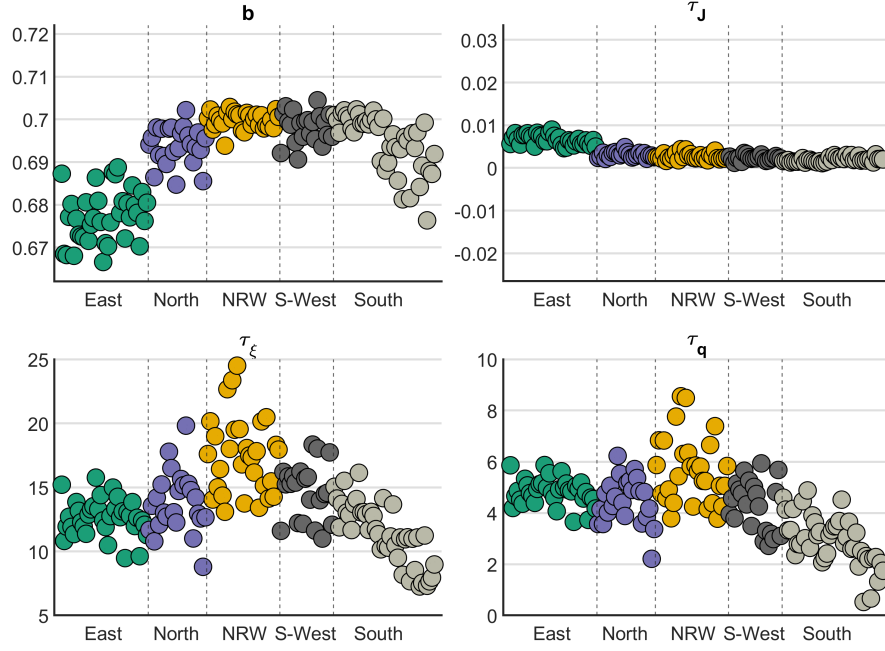 b
0.72
0.71
0.7
0.69
0.68
0.67
East North NRW S-West South
τ_J
0.03
0.02
0.01
0
-0.01
-0.02
East North NRW S-West South
τ_ξ
25
20
15
10
5
East North NRW S-West South
τ_q
10
8
6
4
2
0
East North NRW S-West South